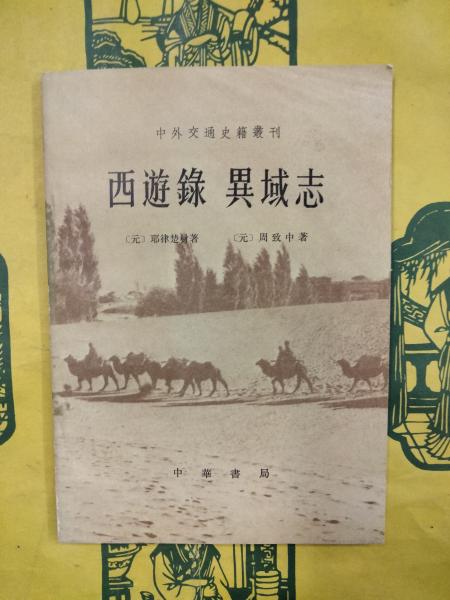 中外交通史籍叢刊
西遊錄 異域志
〔元〕耶律楚材著 〔元〕周致中著
中華書局